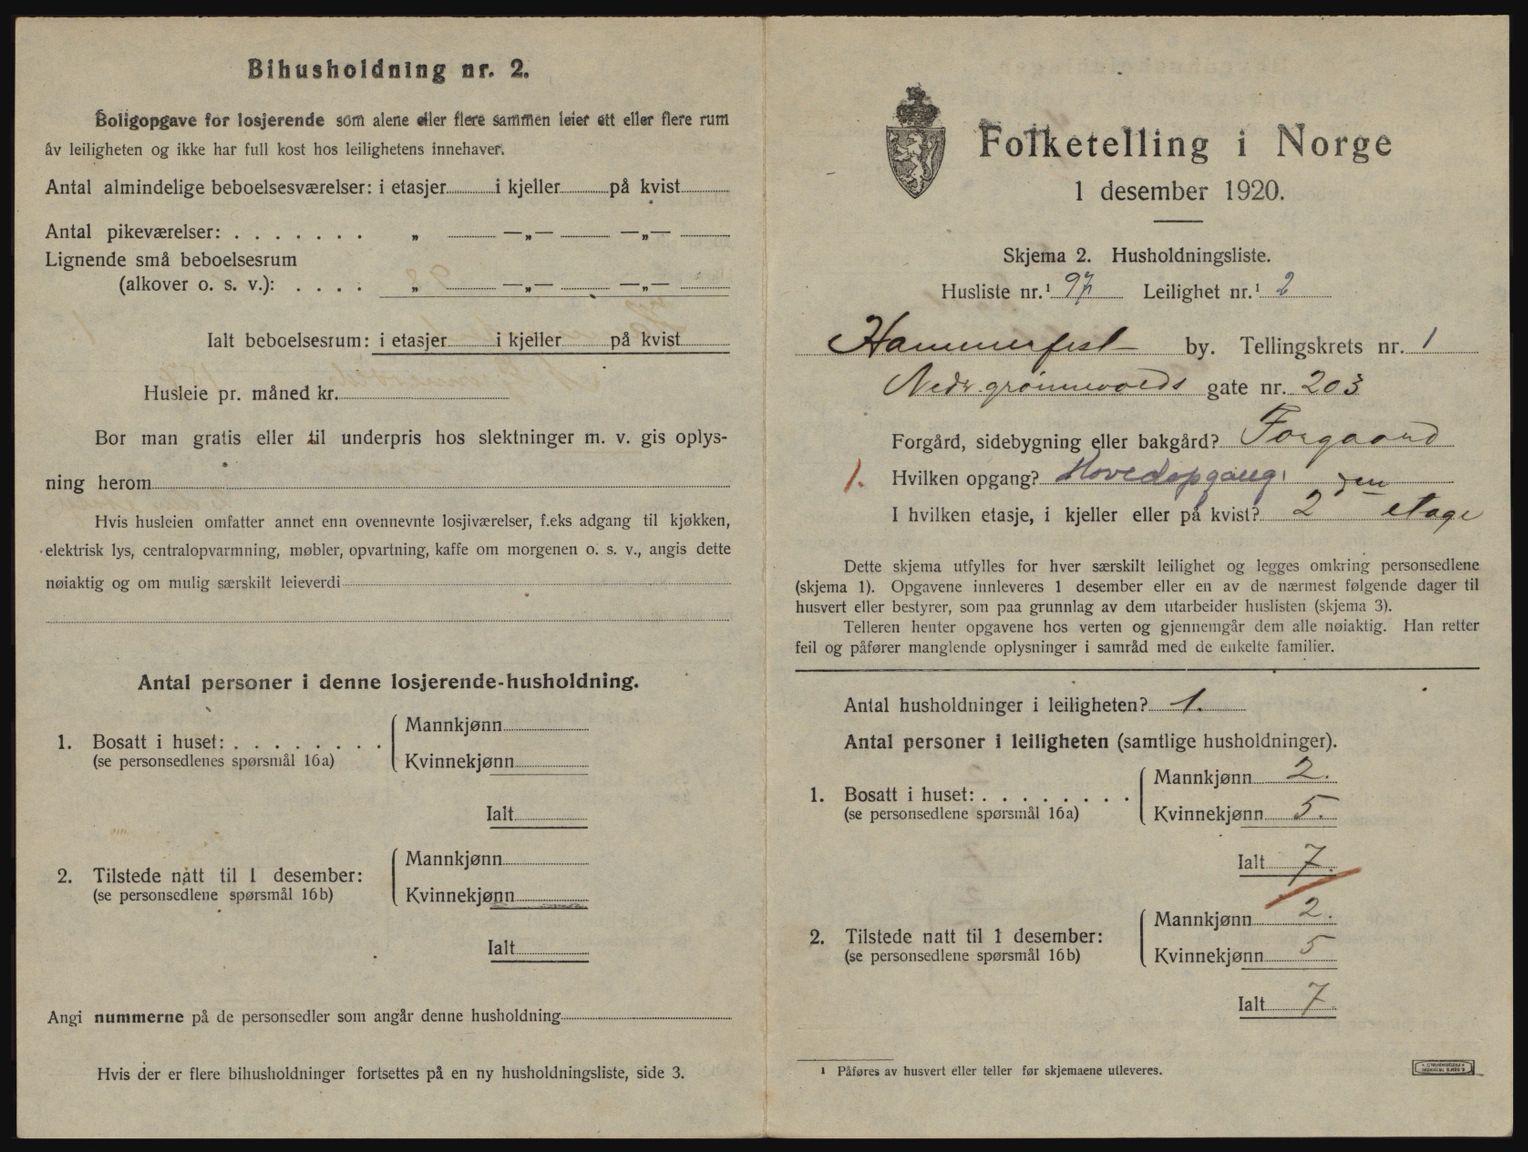 Bihusholdning nr. 2.
Boligopgave for losjerende som alene eller flere sammen leier ett eller flere rum
av leiligheten og ikke har full kost hos leilighetens innehaver.
Antal almindelige beboelsesværelser: i etasjer i kjeller på kvist
Antal pikeværelser: . . . . . . . „ —„— —„—
Lignende små beboelsesrum
(alkover o. s. v.): . . . . „ —„— —„—
Ialt beboelsesrum: i etasjer i kjeller på kvist
Husleie pr. måned kr.
Bor man gratis eller til underpris hos slektninger m. v. gis oplys-
ning herom
Hvis husleien omfatter annet enn ovennevnte losjiværelser, f.eks adgang til kjøkken,
elektrisk lys, centralopvarmning, møbler, opvartning, kaffe om morgenen o. s. v., angis dette
nøiaktig og om mulig særskilt leieverdi
Antal personer i denne losjerende-husholdning.
1. Bosatt i huset: . . . . . . . .
(se personsedlenes spørsmål 16a)
Mannkjønn
Kvinnekjønn
Ialt
2. Tilstede natt til 1 desember:
(se personsedlene spørsmål 16b)
Mannkjønn
Kvinnekjønn
Ialt
Angi nummerne på de personsedler som angår denne husholdning
Hvis der er flere bihusholdninger fortsettes på en ny husholdningsliste, side 3.
Folketelling i Norge
1 desember 1920.
Skjema 2. Husholdningsliste.
Husliste nr.¹ 97 Leilighet nr.¹ 2
Hammerfest by. Tellingskrets nr. 1
Nedr grönnevolds gate nr. 203
Forgård, sidebygning eller bakgård? Forgaard
1. Hvilken opgang? Hovedopgang,
I hvilken etasje, i kjeller eller på kvist? 2 den etage
Dette skjema utfylles for hver særskilt leilighet og legges omkring personsedlene
(skjema 1). Opgavene innleveres 1 desember eller en av de nærmest følgende dager til
husvert eller bestyrer, som paa grunnlag av dem utarbeider huslisten (skjema 3).
Telleren henter opgavene hos verten og gjennemgår dem alle nøiaktig. Han retter
feil og påfører manglende oplysninger i samråd med de enkelte familier.
Antal husholdninger i leiligheten? 1.
Antal personer i leiligheten (samtlige husholdninger).
1. Bosatt i huset: . . . . . . . .
(se personsedlene spørsmål 16a)
Mannkjønn 2.
Kvinnekjønn 5.
Ialt 7.
2. Tilstede natt til 1 desember:
(se personsedlene spørsmål 16b)
Mannkjønn 2.
Kvinnekjønn 5
Ialt 7.
¹ Påføres av husvert eller teller før skjemaene utleveres.